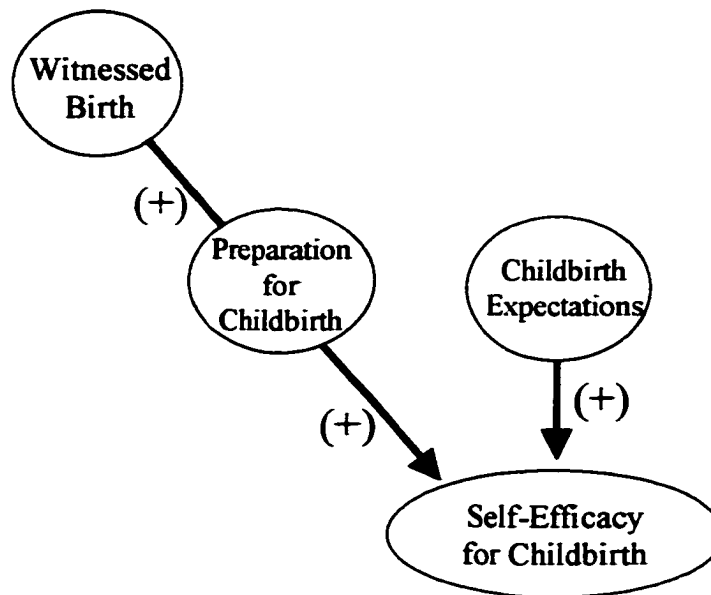 Witnessed
Birth
(+)
Preparation
for
Childbirth
Childbirth
Expectations
(+)
(+)
Self-Efficacy
for Childbirth